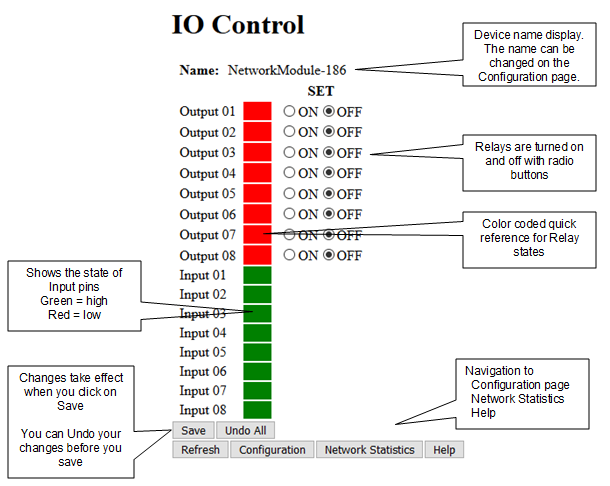 IO Control
Name: NetworkModule-186
Device name display.
The name can be
changed on the
Configuration page.
SET
Output 01 ON OFF
Output 02 ON OFF
Output 03 ON OFF
Output 04 ON OFF
Output 05 ON OFF
Output 06 ON OFF
Output 07 ON OFF
Output 08 ON OFF
Relays are turned on
and off with radio
buttons
Color coded quick
reference for Relay
states
Input 01
Input 02
Input 03
Input 04
Input 05
Input 06
Input 07
Input 08
Shows the state of
Input pins
Green = high
Red = low
Changes take effect
when you click on
Save
You can Undo your
changes before you
save
Navigation to
Configuration page
Network Statistics
Help
Save Undo All
Refresh Configuration Network Statistics Help